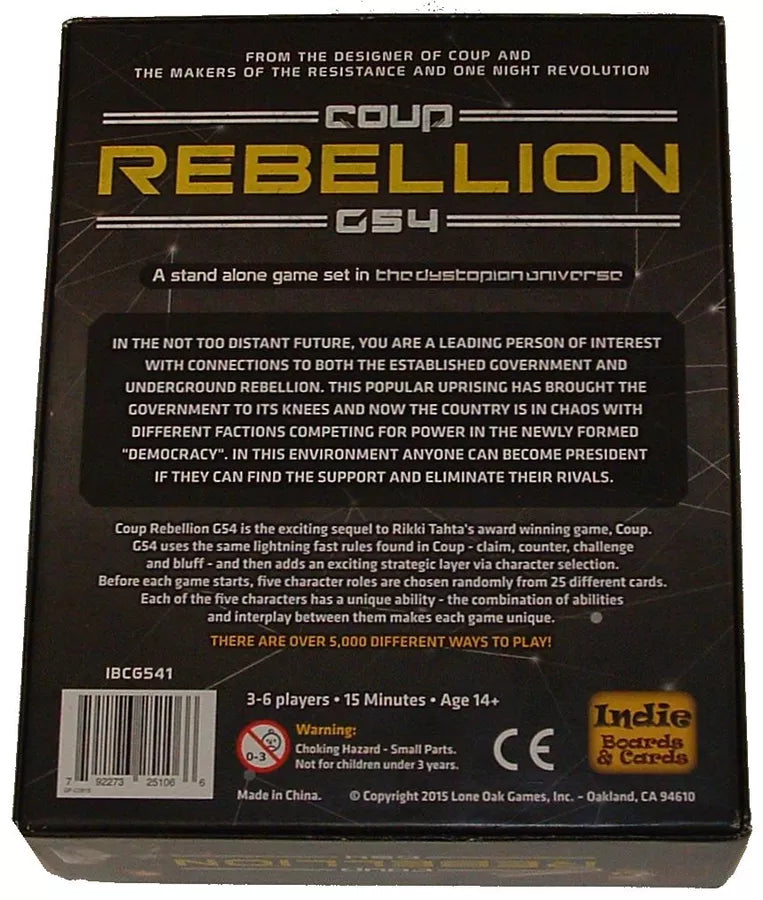 FROM THE DESIGNER OF COUP AND
THE MAKERS OF THE RESISTANCE AND ONE NIGHT REVOLUTION
COUP
REBELLION
G54
A stand alone game set in the dystopian universe
IN THE NOT TOO DISTANT FUTURE, YOU ARE A LEADING PERSON OF INTEREST
WITH CONNECTIONS TO BOTH THE ESTABLISHED GOVERNMENT AND
UNDERGROUND REBELLION. THIS POPULAR UPRISING HAS BROUGHT THE
GOVERNMENT TO ITS KNEES AND NOW THE COUNTRY IS IN CHAOS WITH
DIFFERENT FACTIONS COMPETING FOR POWER IN THE NEWLY FORMED
"DEMOCRACY". IN THIS ENVIRONMENT ANYONE CAN BECOME PRESIDENT
IF THEY CAN FIND THE SUPPORT AND ELIMINATE THEIR RIVALS.
Coup Rebellion G54 is the exciting sequel to Rikki Tahta's award winning game, Coup.
G54 uses the same lightning fast rules found in Coup - claim, counter, challenge
and bluff - and then adds an exciting strategic layer via character selection.
Before each game starts, five character roles are chosen randomly from 25 different cards.
Each of the five characters has a unique ability - the combination of abilities
and interplay between them makes each game unique.
THERE ARE OVER 5,000 DIFFERENT WAYS TO PLAY!
IBCG541
3-6 players • 15 Minutes • Age 14+
0-3
Warning:
Choking Hazard - Small Parts.
Not for children under 3 years.
CE
Indie
Boards
& Cards
7 92273 25106 6
Made in China. © Copyright 2015 Lone Oak Games, Inc. - Oakland, CA 94610
COUP
REBELLION